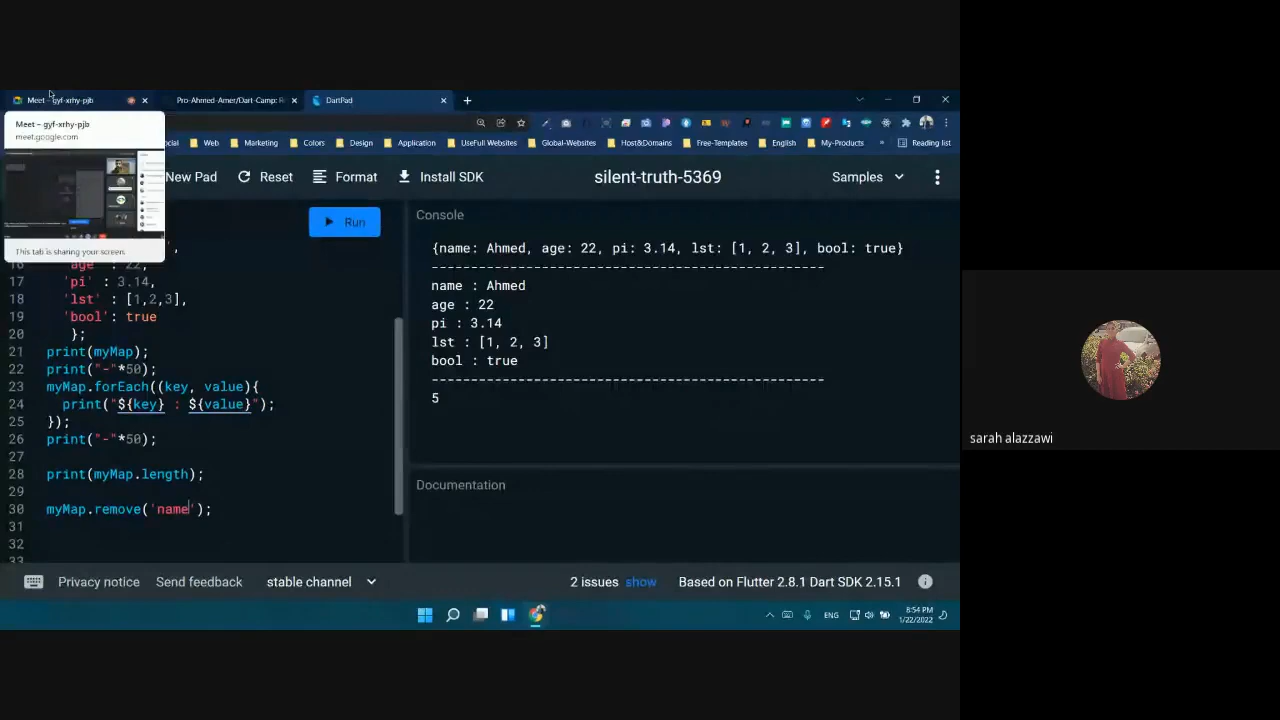 Meet – gyf-xrhy-pjb
Pro-Ahmed-Amer/Dart-Camp: R
DartPad
Meet – gyf-xrhy-pjb
meet.google.com
This tab is sharing your screen.
Web
Marketing
Colors
Design
Application
UseFull Websites
Global-Websites
Host&Domains
Free-Templates
English
My-Products
»
Reading list
New Pad
Reset
Format
Install SDK
silent-truth-5369
Samples
Run
16 'age' : 22,
17 'pi' : 3.14,
18 'lst' : [1,2,3],
19 'bool': true
20 };
21 print(myMap);
22 print("-"*50);
23 myMap.forEach((key, value){
24 print("${key} : ${value}");
25 });
26 print("-"*50);
27
28 print(myMap.length);
29
30 myMap.remove('name');
31
32
33
Console
{name: Ahmed, age: 22, pi: 3.14, lst: [1, 2, 3], bool: true}
--------------------------------------------------
name : Ahmed
age : 22
pi : 3.14
lst : [1, 2, 3]
bool : true
--------------------------------------------------
5
Documentation
Privacy notice
Send feedback
stable channel
2 issues show
Based on Flutter 2.8.1 Dart SDK 2.15.1
ENG
8:54 PM
1/22/2022
sarah alazzawi